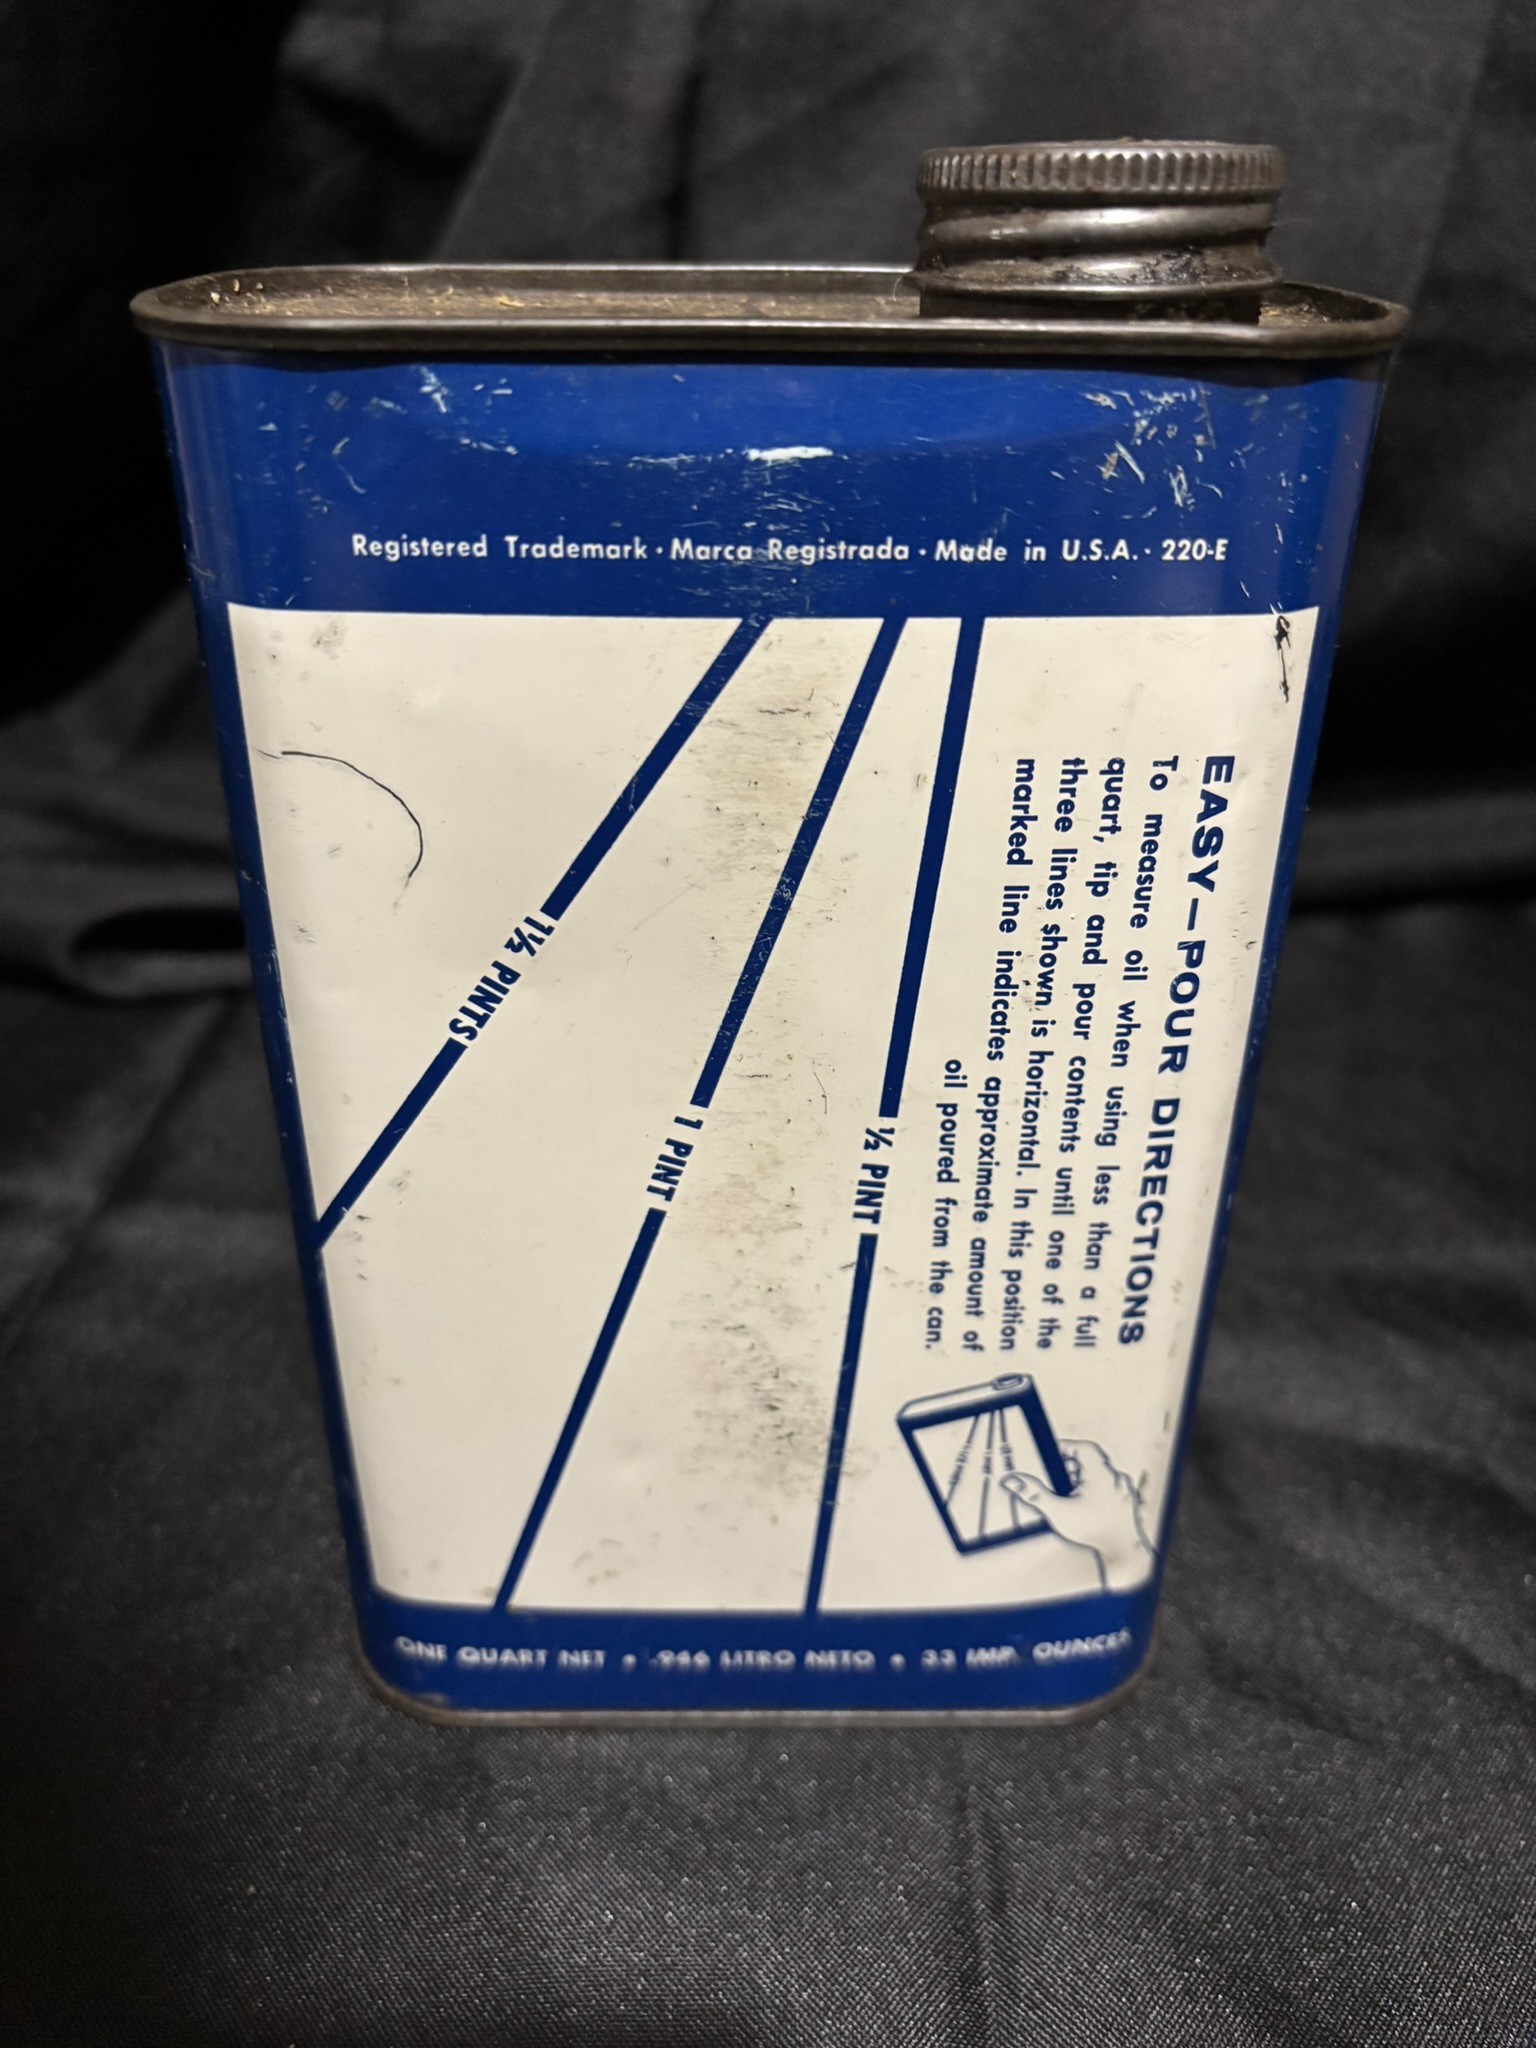 Registered Trademark · Marca Registrada · Made in U.S.A. · 220-E
EASY—POUR DIRECTIONS
To measure oil when using less than a full
quart, tip and pour contents until one of the
three lines shown is horizontal. In this position
marked line indicates approximate amount of
oil poured from the can.
½ PINT
1 PINT
1½ PINTS
ONE QUART NET • .946 LITRO NETO • 33 IMP. OUNCES